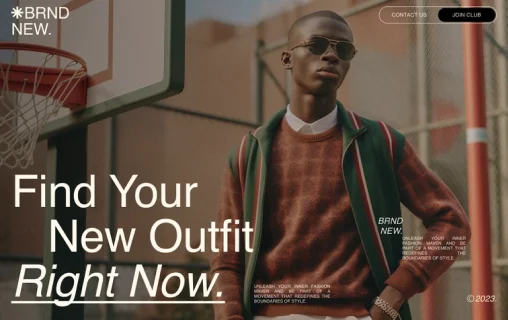 ✳BRND
NEW.
CONTACT US
JOIN CLUB
Find Your
New Outfit
Right Now.
BRND
NEW.
UNLEASH YOUR INNER
FASHION MAVEN AND BE
PART OF A MOVEMENT THAT
REDEFINES THE
BOUNDARIES OF STYLE.
UNLEASH YOUR INNER FASHION
MAVEN AND BE PART OF A
MOVEMENT THAT REDEFINES THE
BOUNDARIES OF STYLE.
©2023.